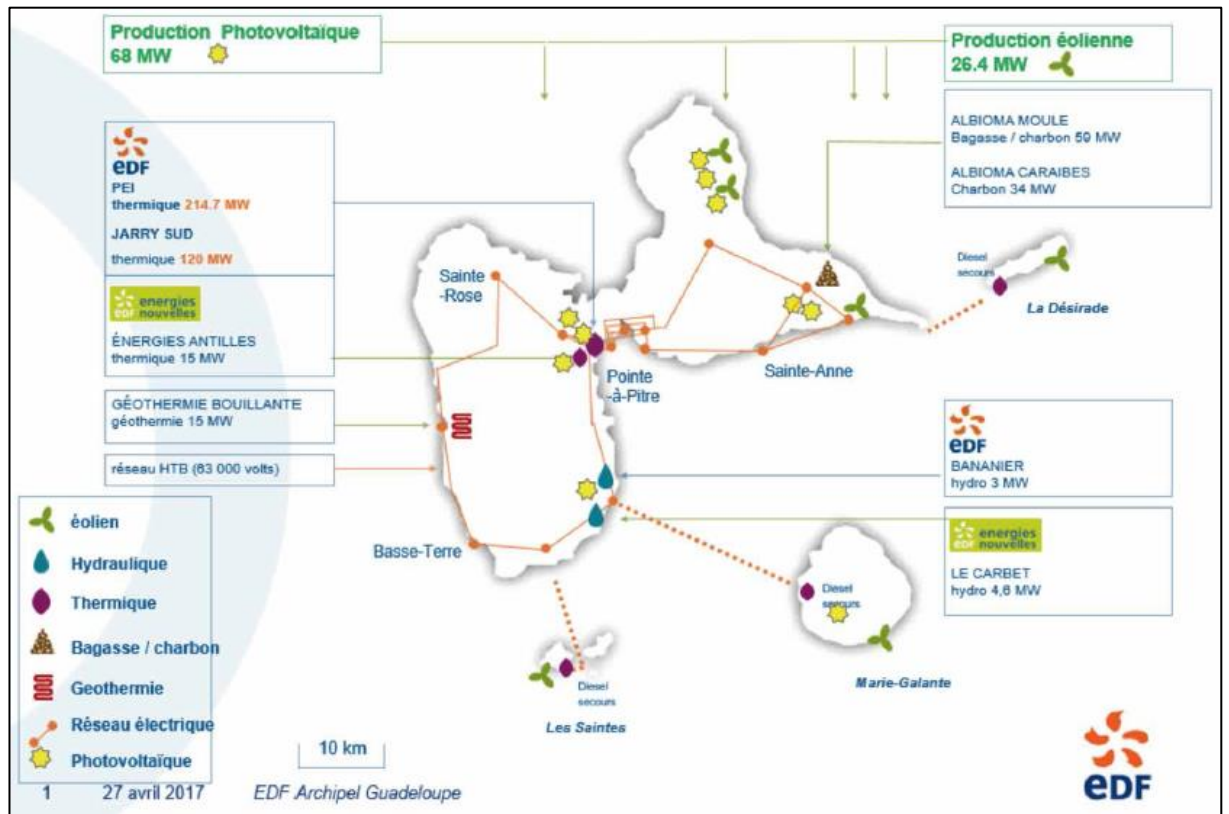 Production Photovoltaïque
68 MW
Production éolienne
26.4 MW
eDF
PEI
thermique 214.7 MW
JARRY SUD
thermique 120 MW
ALBIOMA MOULE
Bagasse / charbon 59 MW
ALBIOMA CARAIBES
Charbon 34 MW
eDF energies
nouvelles
ÉNERGIES ANTILLES
thermique 15 MW
GÉOTHERMIE BOUILLANTE
géothermie 15 MW
réseau HTB (63 000 volts)
Sainte
-Rose
Pointe
-à-Pitre
Sainte-Anne
Basse-Terre
Diesel
secours
La Désirade
eDF
BANANIER
hydro 3 MW
eDF energies
nouvelles
LE CARBET
hydro 4,6 MW
Diesel
secours
Marie-Galante
Diesel
secours
Les Saintes
éolien
Hydraulique
Thermique
Bagasse / charbon
Geothermie
Réseau électrique
Photovoltaïque
10 km
1 27 avril 2017 EDF Archipel Guadeloupe
eDF